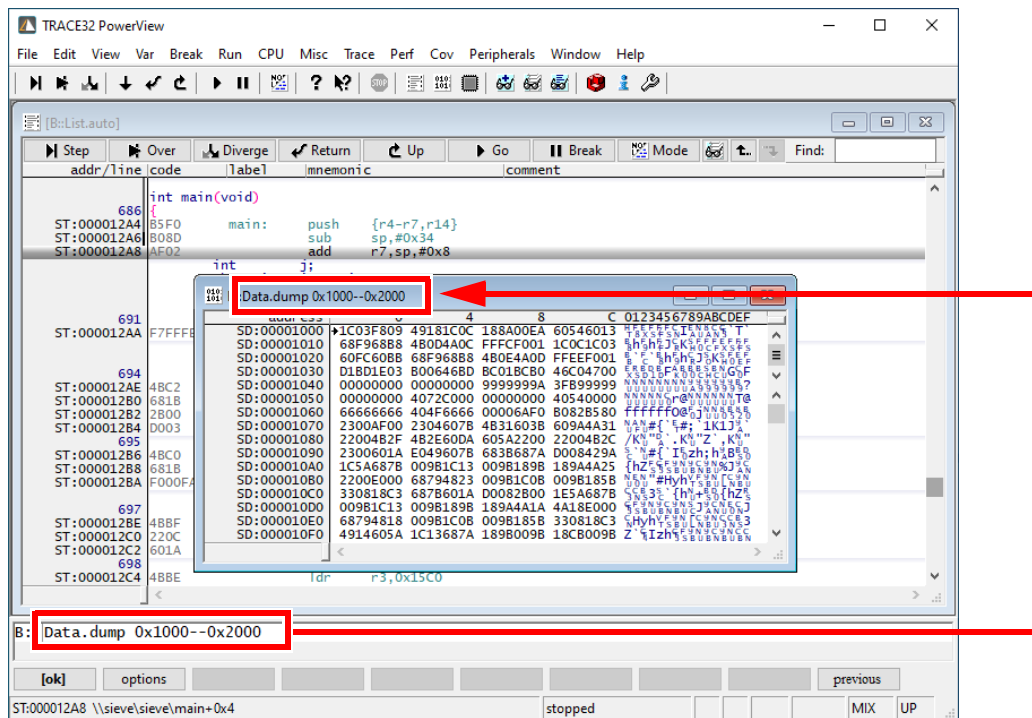 TRACE32 PowerView
File Edit View Var Break Run CPU Misc Trace Perf Cov Peripherals Window Help
[B::List.auto]
Step Over Diverge Return Up Go Break Mode t.. Find:
addr/line code label mnemonic comment
int main(void)
686 {
ST:000012A4 B5F0 main: push {r4-r7,r14}
ST:000012A6 B08D sub sp,#0x34
ST:000012A8 AF02 add r7,sp,#0x8
int j;
691
ST:000012AA F7FFFE
694
ST:000012AE 4BC2
ST:000012B0 681B
ST:000012B2 2B00
ST:000012B4 D003
695
ST:000012B6 4BC0
ST:000012B8 681B
ST:000012BA F000FA
697
ST:000012BE 4BBF
ST:000012C0 220C
ST:000012C2 601A
698
ST:000012C4 4BBE ldr r3,0x15C0
:Data.dump 0x1000--0x2000
address 0 4 8 C 0123456789ABCDEF
SD:00001000 1C03F809 49181C0C 188A00EA 60546013
SD:00001010 68F968B8 4B0D4A0C FFFCF001 1C0C1C03
SD:00001020 60FC60BB 68F968B8 4B0E4A0D FFEEF001
SD:00001030 D1BD1E03 B00646BD BC01BCB0 46C04700
SD:00001040 00000000 00000000 9999999A 3FB99999
SD:00001050 00000000 4072C000 00000000 40540000
SD:00001060 66666666 404F6666 00006AF0 B082B580
SD:00001070 2300AF00 2304607B 4B31603B 609A4A31
SD:00001080 22004B2F 4B2E60DA 605A2200 22004B2C
SD:00001090 2300601A E049607B 683B687A D008429A
SD:000010A0 1C5A687B 009B1C13 009B189B 189A4A25
SD:000010B0 2200E000 68794823 009B1C0B 009B185B
SD:000010C0 330818C3 687B601A D0082B00 1E5A687B
SD:000010D0 009B1C13 009B189B 189A4A1A 4A18E000
SD:000010E0 68794818 009B1C0B 009B185B 330818C3
SD:000010F0 4914605A 1C13687A 189B009B 18CB009B
B: Data.dump 0x1000--0x2000
[ok] options previous
ST:000012A8 \\sieve\sieve\main+0x4 stopped MIX UP